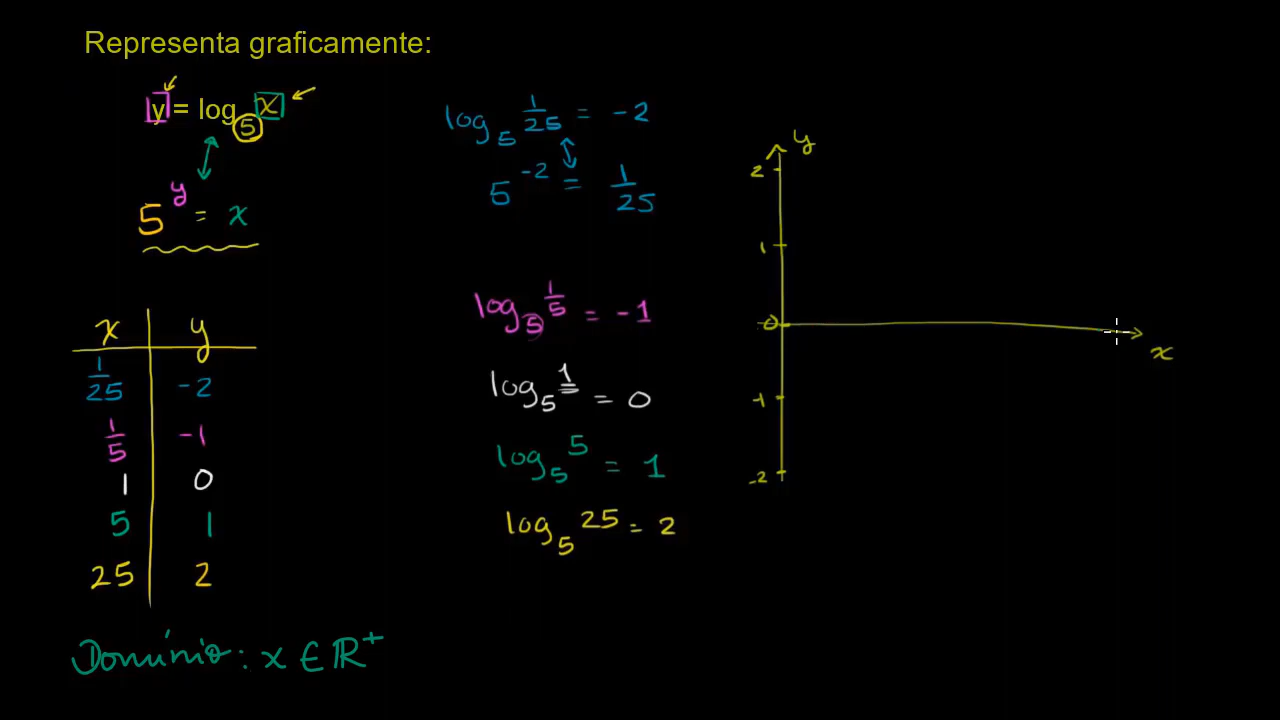 Representa graficamente:
y = log₅ x
5^y = x
x y
1/25 -2
1/5 -1
1 0
5 1
25 2
Domínio: x ∈ ℝ⁺
log₅ 1/25 = -2
5^-2 = 1/25
log₅ 1/5 = -1
log₅ 1 = 0
log₅ 5 = 1
log₅ 25 = 2
y
2
1
0
x
-1
-2